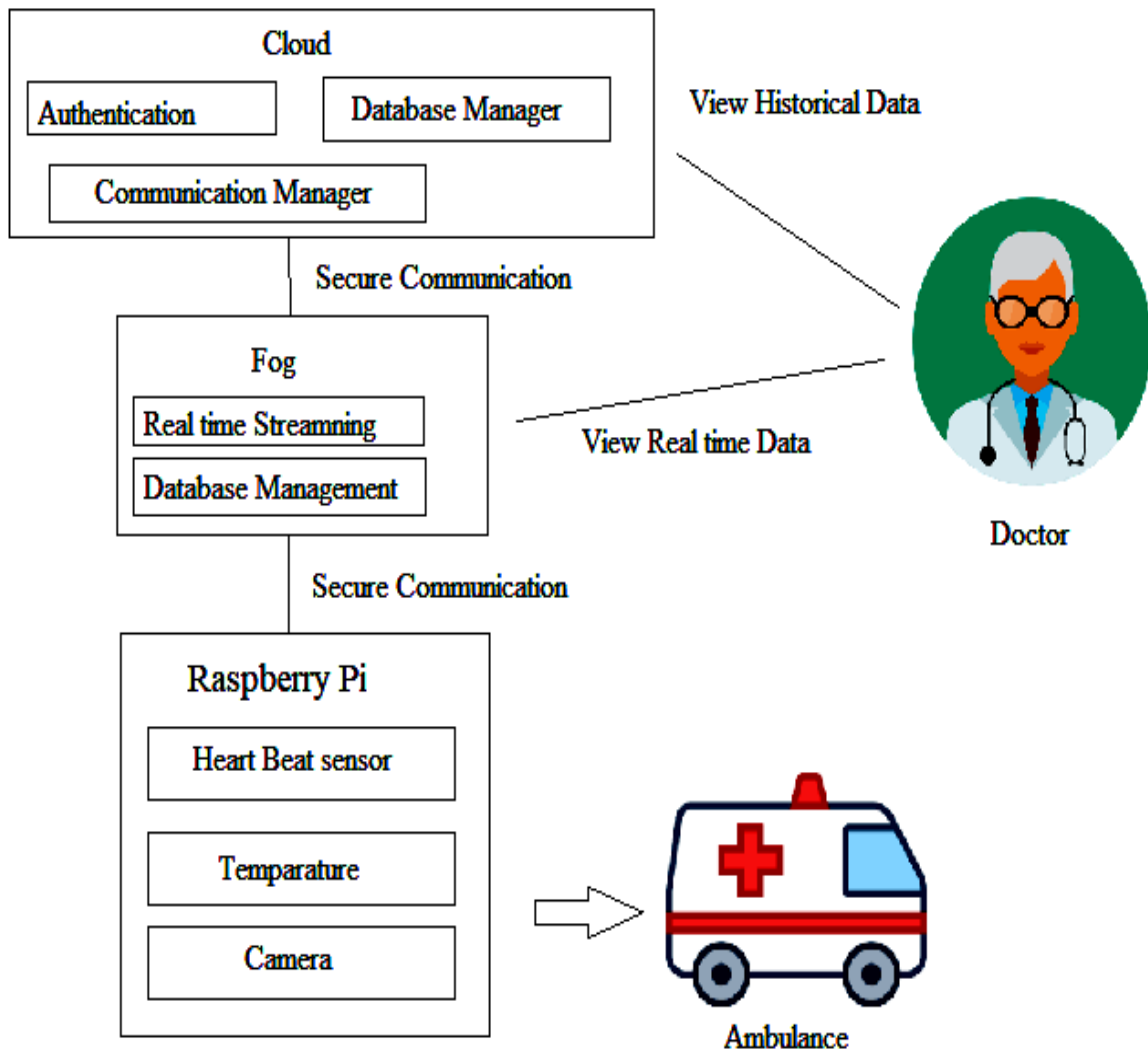 Cloud
Authentication
Database Manager
Communication Manager
View Historical Data
Secure Communication
Fog
Real time Streamning
Database Management
View Real time Data
Doctor
Secure Communication
Raspberry Pi
Heart Beat sensor
Temparature
Camera
Ambulance